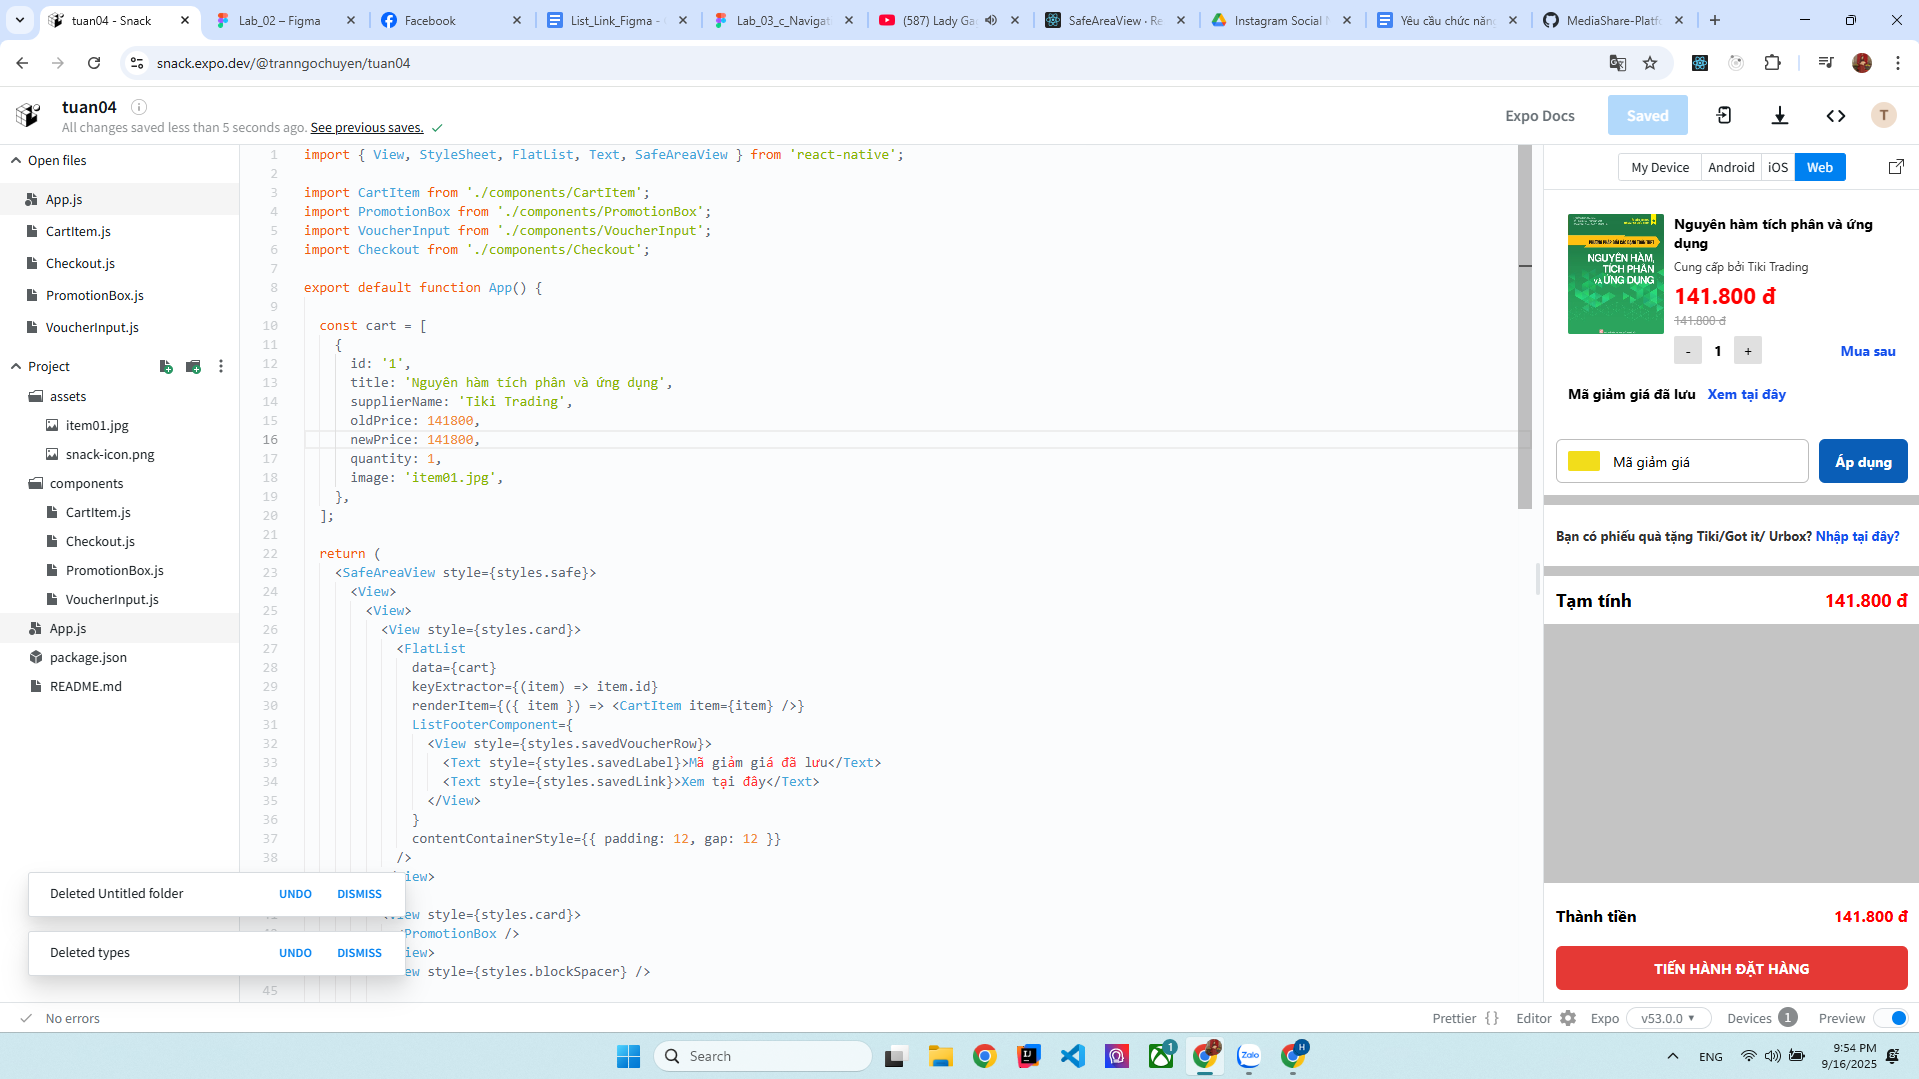 tuan04 - Snack
Lab_02 – Figma
Facebook
List_Link_Figma -
Lab_03_c_Navigat
(587) Lady Ga
SafeAreaView · Re
Instagram Social
Yêu cầu chức năng
MediaShare-Platfo
snack.expo.dev/@tranngochuyen/tuan04
tuan04
All changes saved less than 5 seconds ago. See previous saves.
Expo Docs
Saved
T
Open files
App.js
CartItem.js
Checkout.js
PromotionBox.js
VoucherInput.js
Project
assets
item01.jpg
snack-icon.png
components
CartItem.js
Checkout.js
PromotionBox.js
VoucherInput.js
App.js
package.json
README.md
1 import { View, StyleSheet, FlatList, Text, SafeAreaView } from 'react-native';
2
3 import CartItem from './components/CartItem';
4 import PromotionBox from './components/PromotionBox';
5 import VoucherInput from './components/VoucherInput';
6 import Checkout from './components/Checkout';
7
8 export default function App() {
9
10 const cart = [
11 {
12 id: '1',
13 title: 'Nguyên hàm tích phân và ứng dụng',
14 supplierName: 'Tiki Trading',
15 oldPrice: 141800,
16 newPrice: 141800,
17 quantity: 1,
18 image: 'item01.jpg',
19 },
20 ];
21
22 return (
23 <SafeAreaView style={styles.safe}>
24 <View>
25 <View>
26 <View style={styles.card}>
27 <FlatList
28 data={cart}
29 keyExtractor={(item) => item.id}
30 renderItem={({ item }) => <CartItem item={item} />}
31 ListFooterComponent={
32 <View style={styles.savedVoucherRow}>
33 <Text style={styles.savedLabel}>Mã giảm giá đã lưu</Text>
34 <Text style={styles.savedLink}>Xem tại đây</Text>
35 </View>
36 }
37 contentContainerStyle={{ padding: 12, gap: 12 }}
38 />
iew>
iew style={styles.card}>
PromotionBox />
iew>
ew style={styles.blockSpacer} />
45
Deleted Untitled folder UNDO DISMISS
Deleted types UNDO DISMISS
My Device Android iOS Web
NGUYÊN HÀM,
TÍCH PHÂN
VÀ ỨNG DỤNG
Nguyên hàm tích phân và ứng
dụng
Cung cấp bởi Tiki Trading
141.800 đ
141.800 đ
- 1 + Mua sau
Mã giảm giá đã lưu Xem tại đây
Mã giảm giá Áp dụng
Bạn có phiếu quà tặng Tiki/Got it/ Urbox? Nhập tại đây?
Tạm tính 141.800 đ
Thành tiền 141.800 đ
TIẾN HÀNH ĐẶT HÀNG
No errors
Prettier { } Editor Expo v53.0.0 Devices 1 Preview
Search
1
Zalo
H
ENG
9:54 PM
9/16/2025